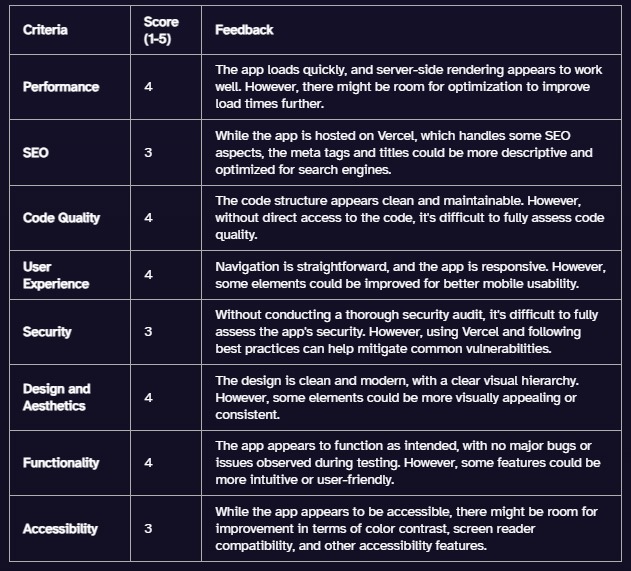 Criteria
Score
(1-5)
Feedback
Performance
4
The app loads quickly, and server-side rendering appears to work
well. However, there might be room for optimization to improve
load times further.
SEO
3
While the app is hosted on Vercel, which handles some SEO
aspects, the meta tags and titles could be more descriptive and
optimized for search engines.
Code Quality
4
The code structure appears clean and maintainable. However,
without direct access to the code, it's difficult to fully assess code
quality.
User
Experience
4
Navigation is straightforward, and the app is responsive. However,
some elements could be improved for better mobile usability.
Security
3
Without conducting a thorough security audit, it's difficult to fully
assess the app's security. However, using Vercel and following
best practices can help mitigate common vulnerabilities.
Design and
Aesthetics
4
The design is clean and modern, with a clear visual hierarchy.
However, some elements could be more visually appealing or
consistent.
Functionality
4
The app appears to function as intended, with no major bugs or
issues observed during testing. However, some features could be
more intuitive or user-friendly.
Accessibility
3
While the app appears to be accessible, there might be room for
improvement in terms of color contrast, screen reader
compatibility, and other accessibility features.